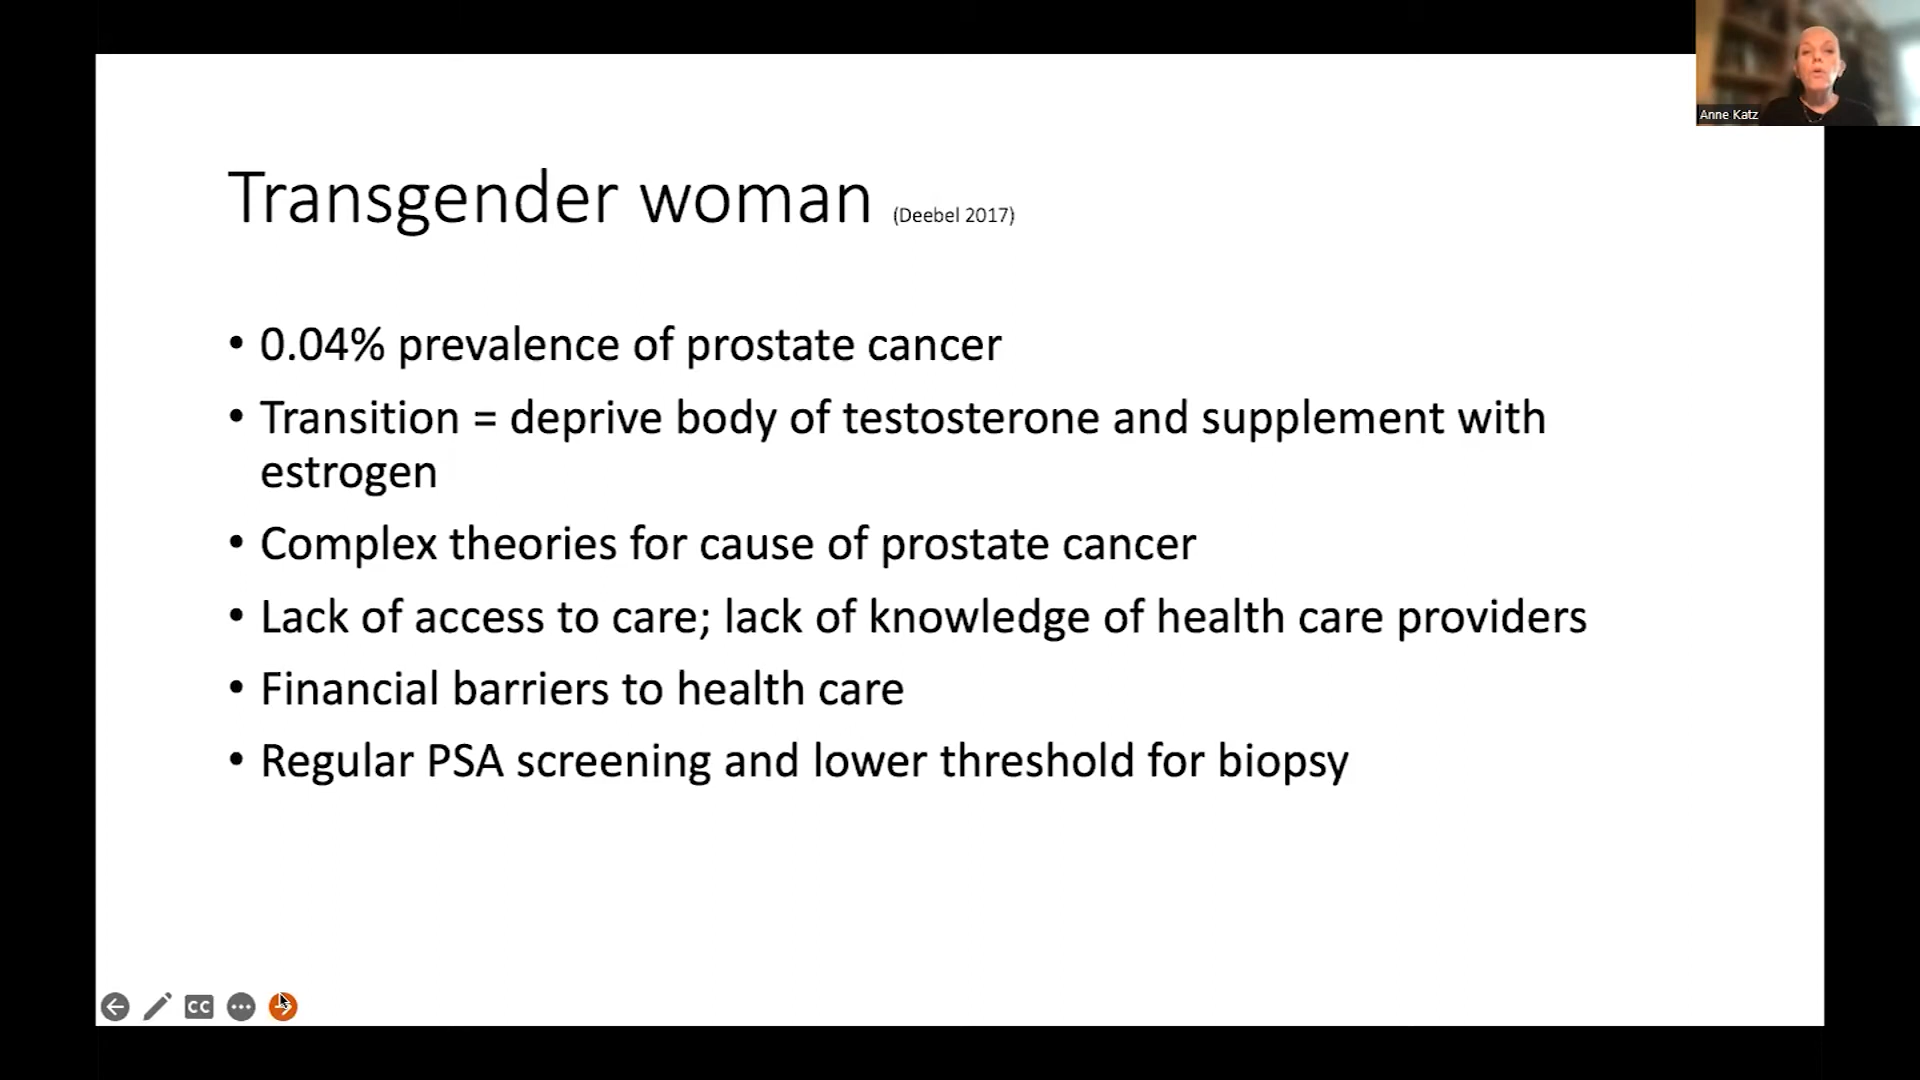 Anne Katz
Transgender woman (Deebel 2017)
• 0.04% prevalence of prostate cancer
• Transition = deprive body of testosterone and supplement with
estrogen
• Complex theories for cause of prostate cancer
• Lack of access to care; lack of knowledge of health care providers
• Financial barriers to health care
• Regular PSA screening and lower threshold for biopsy
CC